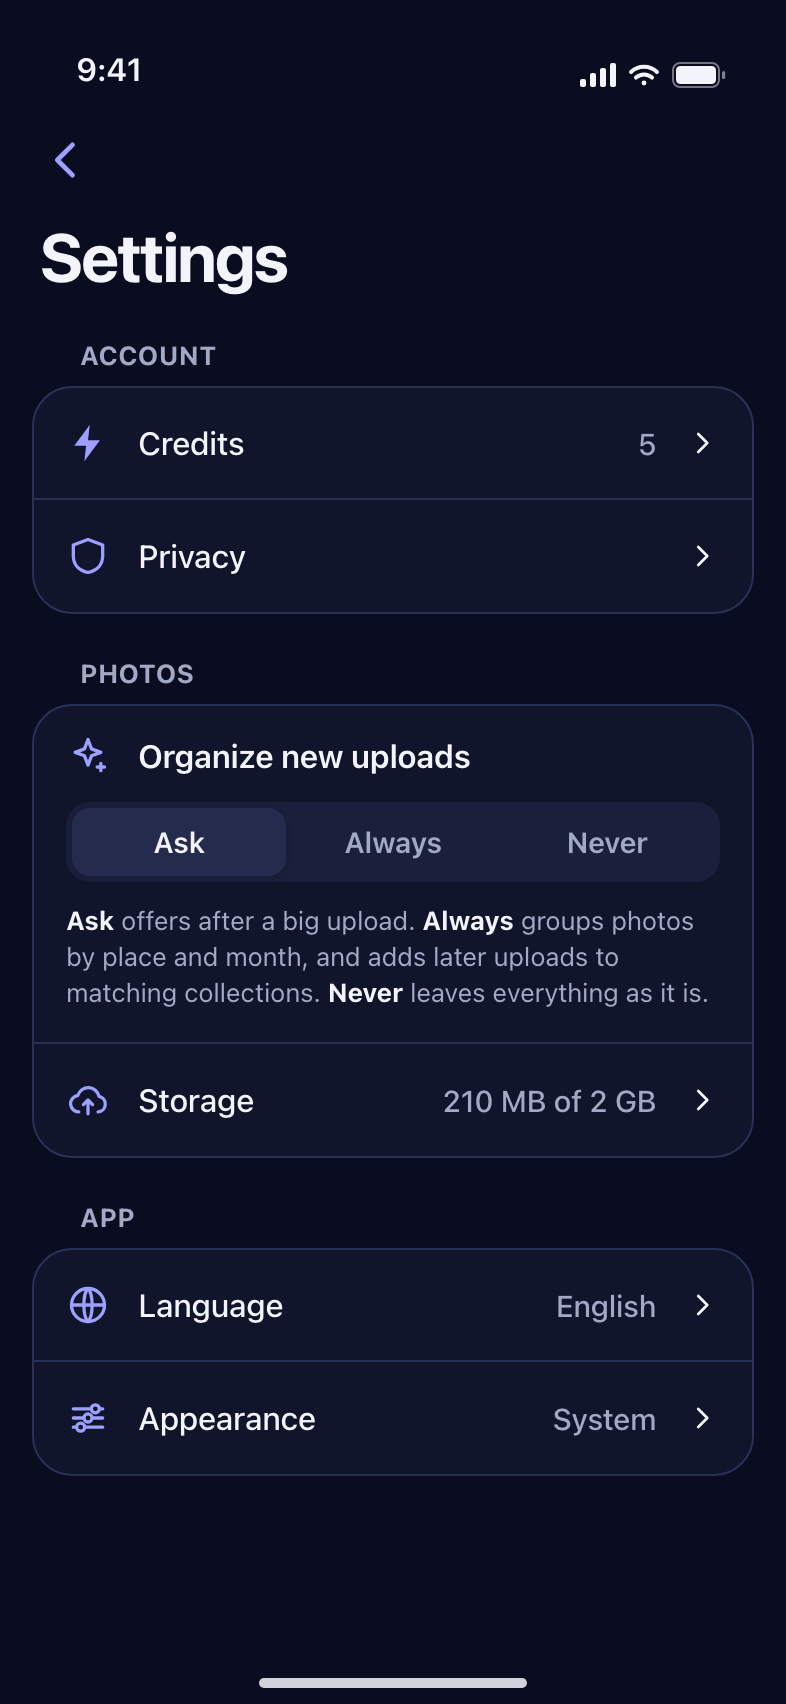 9:41
Settings
ACCOUNT
Credits 5
Privacy
PHOTOS
Organize new uploads
Ask Always Never
Ask offers after a big upload. Always groups photos
by place and month, and adds later uploads to
matching collections. Never leaves everything as it is.
Storage 210 MB of 2 GB
APP
Language English
Appearance System